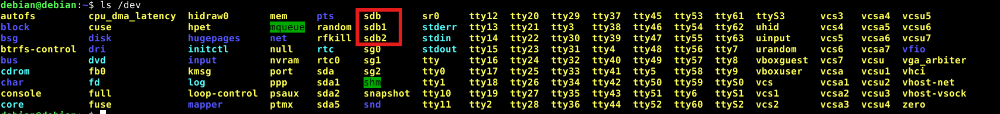 debian@debian:~$ ls /dev
autofs cpu_dma_latency hidraw0 mem pts sdb sr0 tty12 tty20 tty29 tty37 tty45 tty53 tty61 ttyS3 vcs3 vcsa4 vcsu5
block cuse hpet mqueue random sdb1 stderr tty13 tty21 tty3 tty38 tty46 tty54 tty62 uhid vcs4 vcsa5 vcsu6
bsg disk hugepages net rfkill sdb2 stdin tty14 tty22 tty30 tty39 tty47 tty55 tty63 uinput vcs5 vcsa6 vcsu7
btrfs-control dri initctl null rtc sg0 stdout tty15 tty23 tty31 tty4 tty48 tty56 tty7 urandom vcs6 vcsa7 vfio
bus dvd input nvram rtc0 sg1 tty tty16 tty24 tty32 tty40 tty49 tty57 tty8 vboxguest vcs7 vcsu vga_arbiter
cdrom fb0 kmsg port sda sg2 tty0 tty17 tty25 tty33 tty41 tty5 tty58 tty9 vboxuser vcsa vcsu1 vhci
char fd log ppp sda1 shm tty1 tty18 tty26 tty34 tty42 tty50 tty59 ttyS0 vcs vcsa1 vcsu2 vhost-net
console full loop-control psaux sda2 snapshot tty10 tty19 tty27 tty35 tty43 tty51 tty6 ttyS1 vcs1 vcsa2 vcsu3 vhost-vsock
core fuse mapper ptmx sda5 snd tty11 tty2 tty28 tty36 tty44 tty52 tty60 ttyS2 vcs2 vcsa3 vcsu4 zero
debian@debian:~$